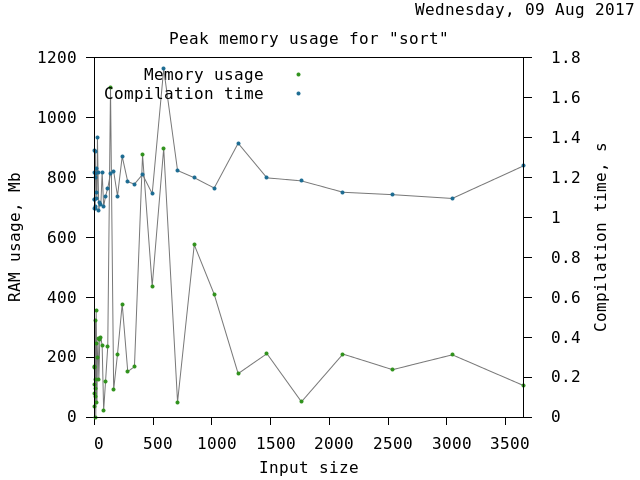 Wednesday, 09 Aug 2017
Peak memory usage for "sort"
Memory usage
Compilation time
RAM usage, Mb
1200
1000
800
600
400
200
0
1.8
1.6
1.4
1.2
1
0.8
0.6
0.4
0.2
0
Compilation time, s
0 500 1000 1500 2000 2500 3000 3500
Input size